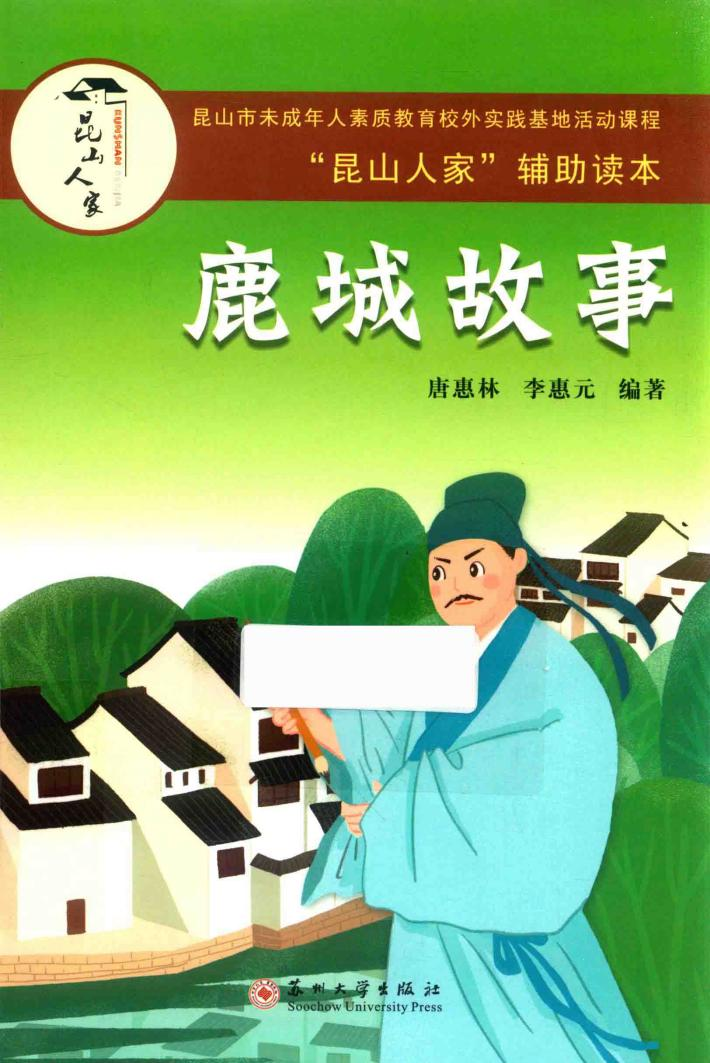 昆山人家
KUNSHAN
昆山市未成年人素质教育校外实践基地活动课程
“昆山人家”辅助读本
鹿城故事
唐惠林 李惠元 编著
苏州大学出版社
Soochow University Press